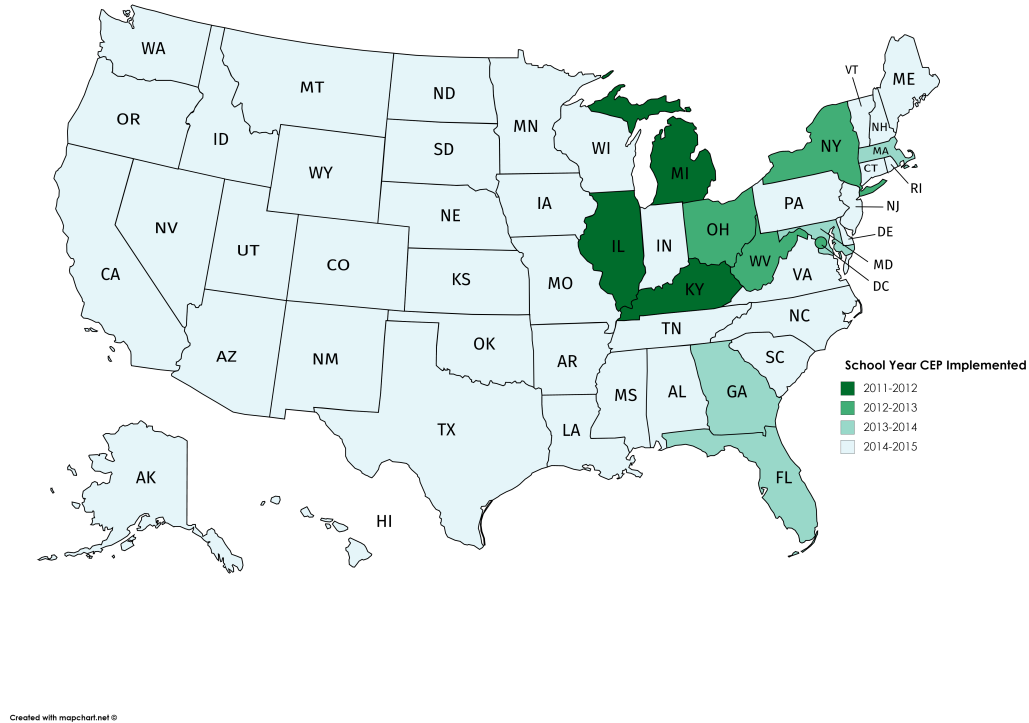 WA
MT
ND
MN
OR
ID
SD
WI
WY
MI
NE
IA
NV
UT
CO
KS
MO
IL
IN
OH
KY
WV
VA
CA
AZ
NM
OK
AR
TN
NC
SC
MS
AL
GA
TX
LA
FL
AK
HI
VT
ME
NH
NY
MA
CT
RI
PA
NJ
DE
MD
DC
School Year CEP Implemented
2011-2012
2012-2013
2013-2014
2014-2015
Created with mapchart.net ©